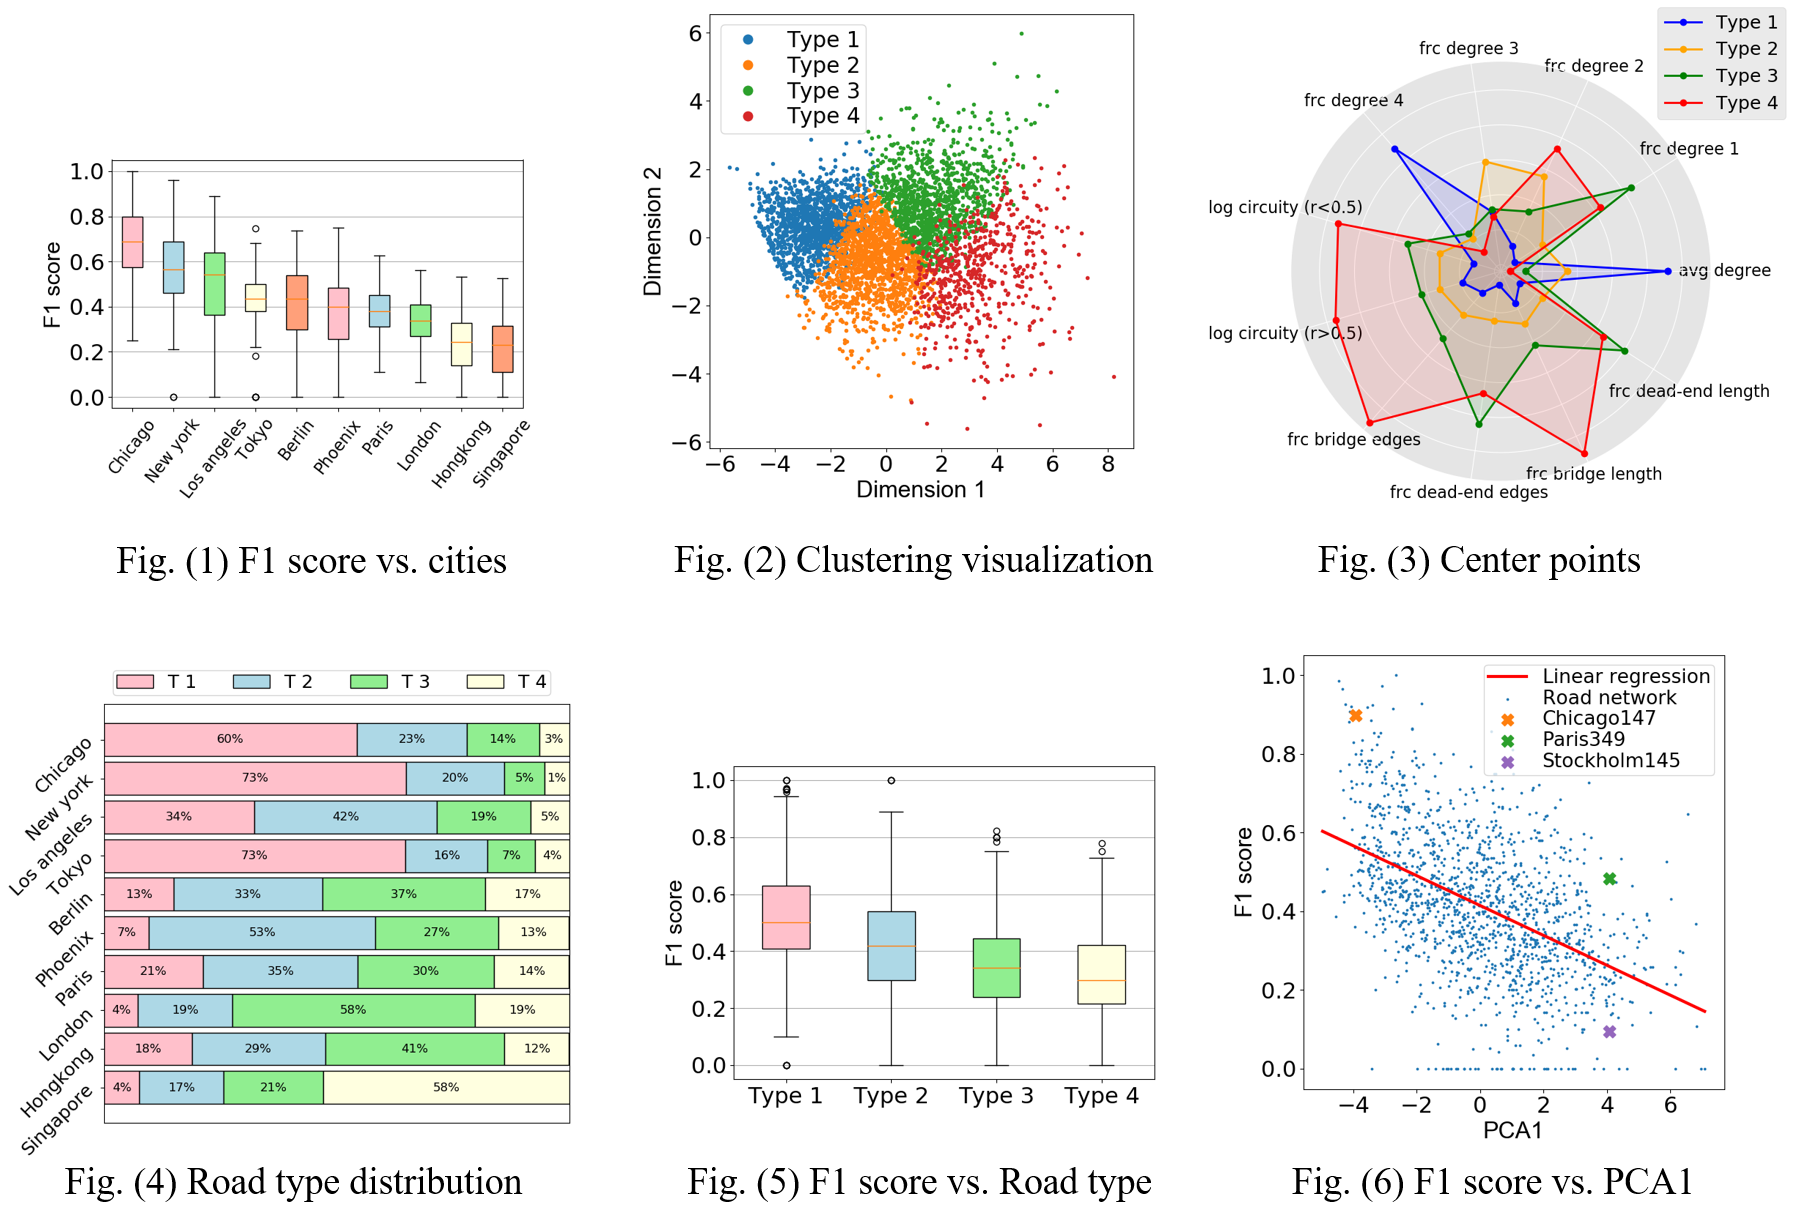 1.0
0.8
0.6
0.4
0.2
0.0
F1 score
Chicago
New york
Los angeles
Tokyo
Berlin
Phoenix
Paris
London
Hongkong
Singapore
Fig. (1) F1 score vs. cities
Type 1
Type 2
Type 3
Type 4
6
4
2
0
−2
−4
−6
Dimension 2
−6 −4 −2 0 2 4 6 8
Dimension 1
Fig. (2) Clustering visualization
Type 1
Type 2
Type 3
Type 4
frc degree 3
frc degree 2
frc degree 4
frc degree 1
log circuity (r<0.5)
avg degree
log circuity (r>0.5)
frc dead-end length
frc bridge edges
frc bridge length
frc dead-end edges
Fig. (3) Center points
T 1 T 2 T 3 T 4
Chicago
60% 23% 14% 3%
New york
73% 20% 5% 1%
Los angeles
34% 42% 19% 5%
Tokyo
73% 16% 7% 4%
Berlin
13% 33% 37% 17%
Phoenix
7% 53% 27% 13%
Paris
21% 35% 30% 14%
London
4% 19% 58% 19%
Hongkong
18% 29% 41% 12%
Singapore
4% 17% 21% 58%
Fig. (4) Road type distribution
1.0
0.8
0.6
0.4
0.2
0.0
F1 score
Type 1 Type 2 Type 3 Type 4
Fig. (5) F1 score vs. Road type
Linear regression
Road network
Chicago147
Paris349
Stockholm145
1.0
0.8
0.6
0.4
0.2
0.0
F1 score
−4 −2 0 2 4 6
PCA1
Fig. (6) F1 score vs. PCA1